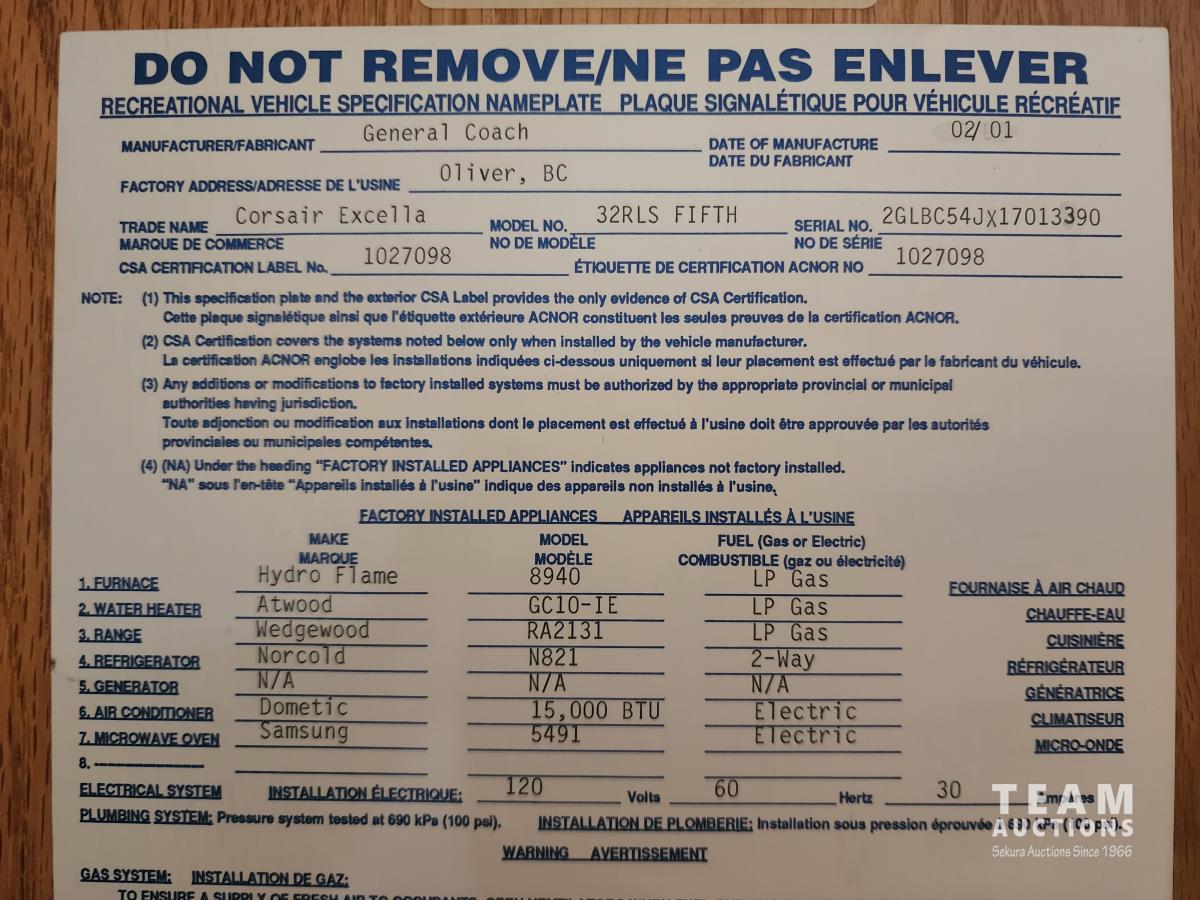 DO NOT REMOVE/NE PAS ENLEVER
RECREATIONAL VEHICLE SPECIFICATION NAMEPLATE PLAQUE SIGNALÉTIQUE POUR VÉHICULE RÉCRÉATIF
MANUFACTURER/FABRICANT General Coach DATE OF MANUFACTURE 02/01
DATE DU FABRICANT
FACTORY ADDRESS/ADRESSE DE L'USINE Oliver, BC
TRADE NAME Corsair Excella MODEL NO. 32RLS FIFTH SERIAL NO. 2GLBC54JX17013390
MARQUE DE COMMERCE NO DE MODÈLE NO DE SÉRIE
CSA CERTIFICATION LABEL No. 1027098 ÉTIQUETTE DE CERTIFICATION ACNOR NO 1027098
NOTE: (1) This specification plate and the exterior CSA Label provides the only evidence of CSA Certification.
Cette plaque signalétique ainsi que l'étiquette extérieure ACNOR constituent les seules preuves de la certification ACNOR.
(2) CSA Certification covers the systems noted below only when installed by the vehicle manufacturer.
La certification ACNOR englobe les installations indiquées ci-dessous uniquement si leur placement est effectué par le fabricant du véhicule.
(3) Any additions or modifications to factory installed systems must be authorized by the appropriate provincial or municipal
authorities having jurisdiction.
Toute adjonction ou modification aux installations dont le placement est effectué à l'usine doit être approuvée par les autorités
provinciales ou municipales compétentes.
(4) (NA) Under the heading "FACTORY INSTALLED APPLIANCES" indicates appliances not factory installed.
"NA" sous l'en-tête "Appareils installés à l'usine" indique des appareils non installés à l'usine.
FACTORY INSTALLED APPLIANCES APPAREILS INSTALLÉS À L'USINE
MAKE MODEL FUEL (Gas or Electric)
MARQUE MODÈLE COMBUSTIBLE (gaz ou électricité)
1. FURNACE Hydro Flame 8940 LP Gas FOURNAISE À AIR CHAUD
2. WATER HEATER Atwood GC10-IE LP Gas CHAUFFE-EAU
3. RANGE Wedgewood RA2131 LP Gas CUISINIÈRE
4. REFRIGERATOR Norcold N821 2-Way RÉFRIGÉRATEUR
5. GENERATOR N/A N/A N/A GÉNÉRATRICE
6. AIR CONDITIONER Dometic 15,000 BTU Electric CLIMATISEUR
7. MICROWAVE OVEN Samsung 5491 Electric MICRO-ONDE
8. ---------------
ELECTRICAL SYSTEM INSTALLATION ÉLECTRIQUE: 120 Volts 60 Hertz 30 Ampères
PLUMBING SYSTEM: Pressure system tested at 690 kPa (100 psi). INSTALLATION DE PLOMBERIE: Installation sous pression éprouvée à 690 kPa (100 psi).
TEAM
AUCTIONS
Sekura Auctions Since 1966
WARNING AVERTISSEMENT
GAS SYSTEM: INSTALLATION DE GAZ:
TO ENSURE A SUPPLY OF FRESH AIR TO OCCUPANTS, OPEN